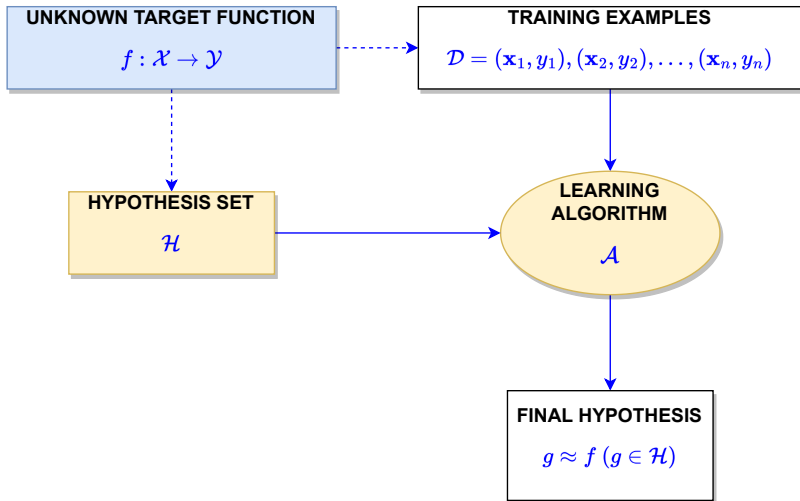 UNKNOWN TARGET FUNCTION
f : 𝒳 → 𝒴
TRAINING EXAMPLES
𝒟 = (𝐱₁, y₁), (𝐱₂, y₂), . . . , (𝐱ₙ, yₙ)
HYPOTHESIS SET
ℋ
LEARNING
ALGORITHM
𝒜
FINAL HYPOTHESIS
g ≈ f (g ∈ ℋ)